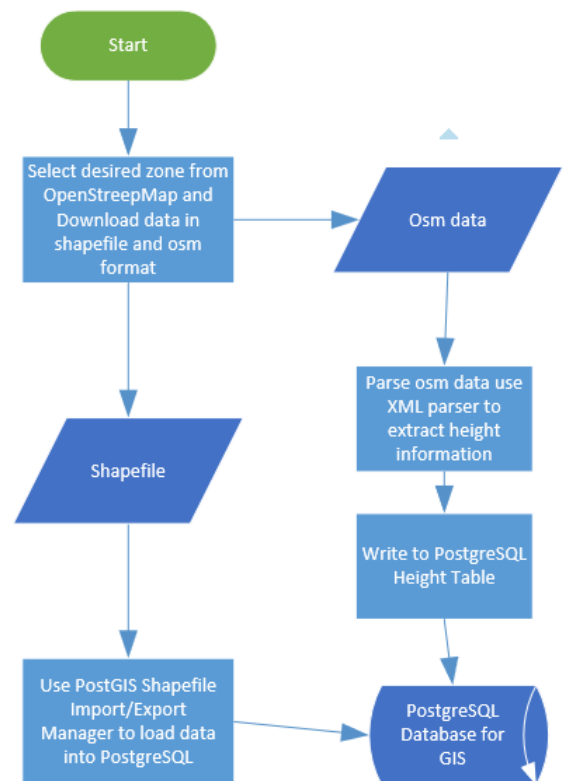 Start
Select desired zone from
OpenStreepMap and
Download data in
shapefile and osm
format
Osm data
Parse osm data use
XML parser to
extract height
information
Shapefile
Write to PostgreSQL
Height Table
Use PostGIS Shapefile
Import/Export
Manager to load data
into PostgreSQL
PostgreSQL
Database for
GIS